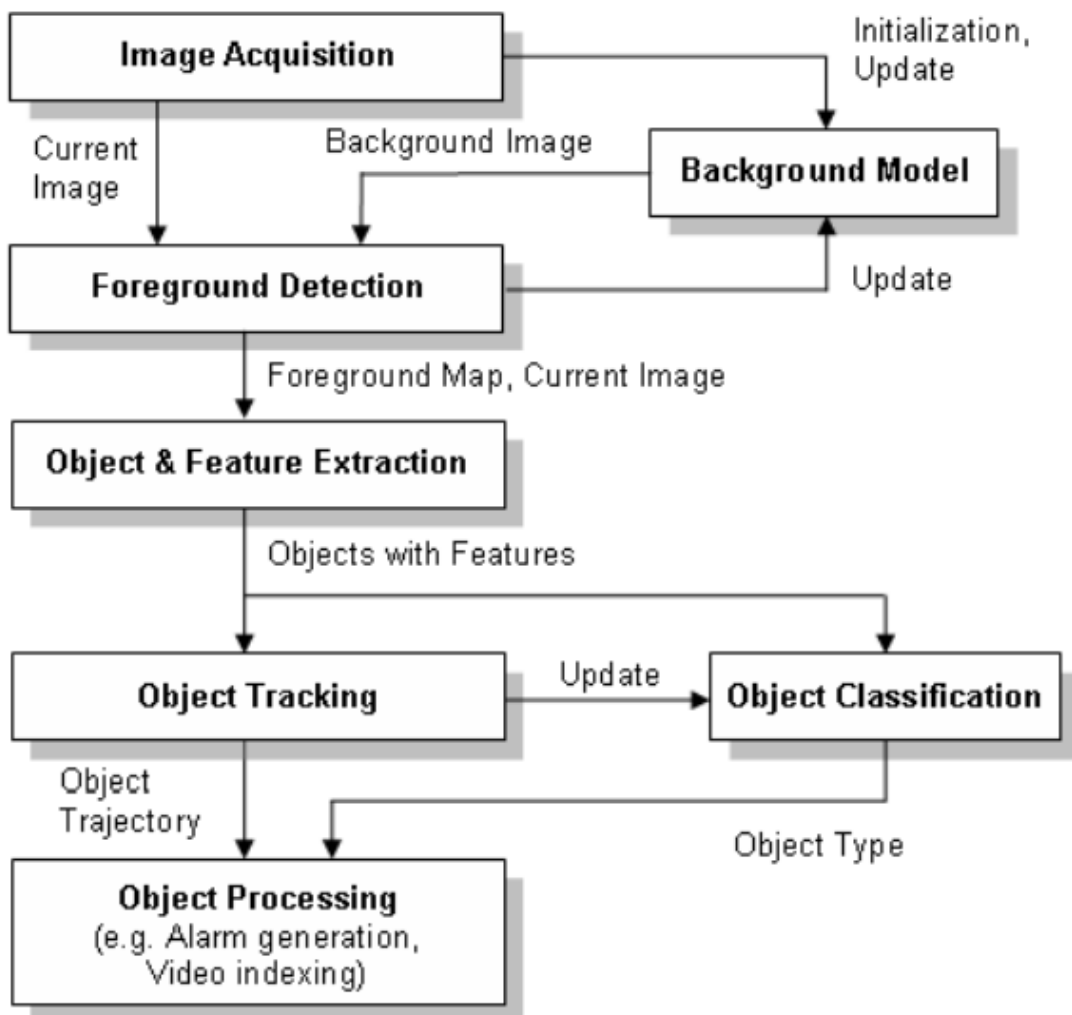 Image Acquisition
Initialization,
Update
Current
Image
Background Image
Background Model
Foreground Detection
Update
Foreground Map, Current Image
Object & Feature Extraction
Objects with Features
Object Tracking
Update
Object Classification
Object
Trajectory
Object Type
Object Processing
(e.g. Alarm generation,
Video indexing)